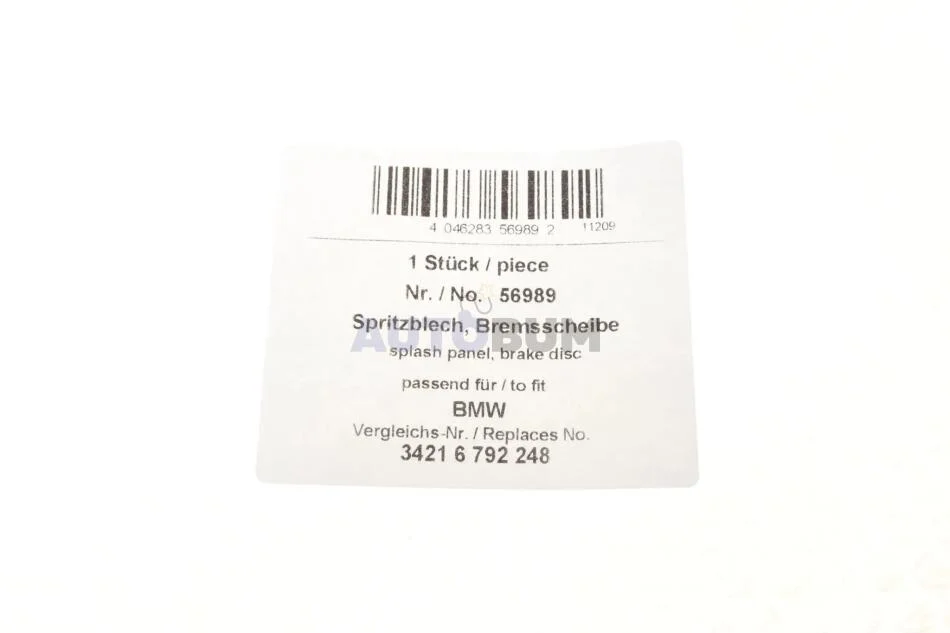 4 046283 56989 2 11209
1 Stück / piece
Nr. / No. 56989
Spritzblech, Bremsscheibe
AUTOBUM
splash panel, brake disc
passend für / to fit
BMW
Vergleichs-Nr. / Replaces No.
3421 6 792 248